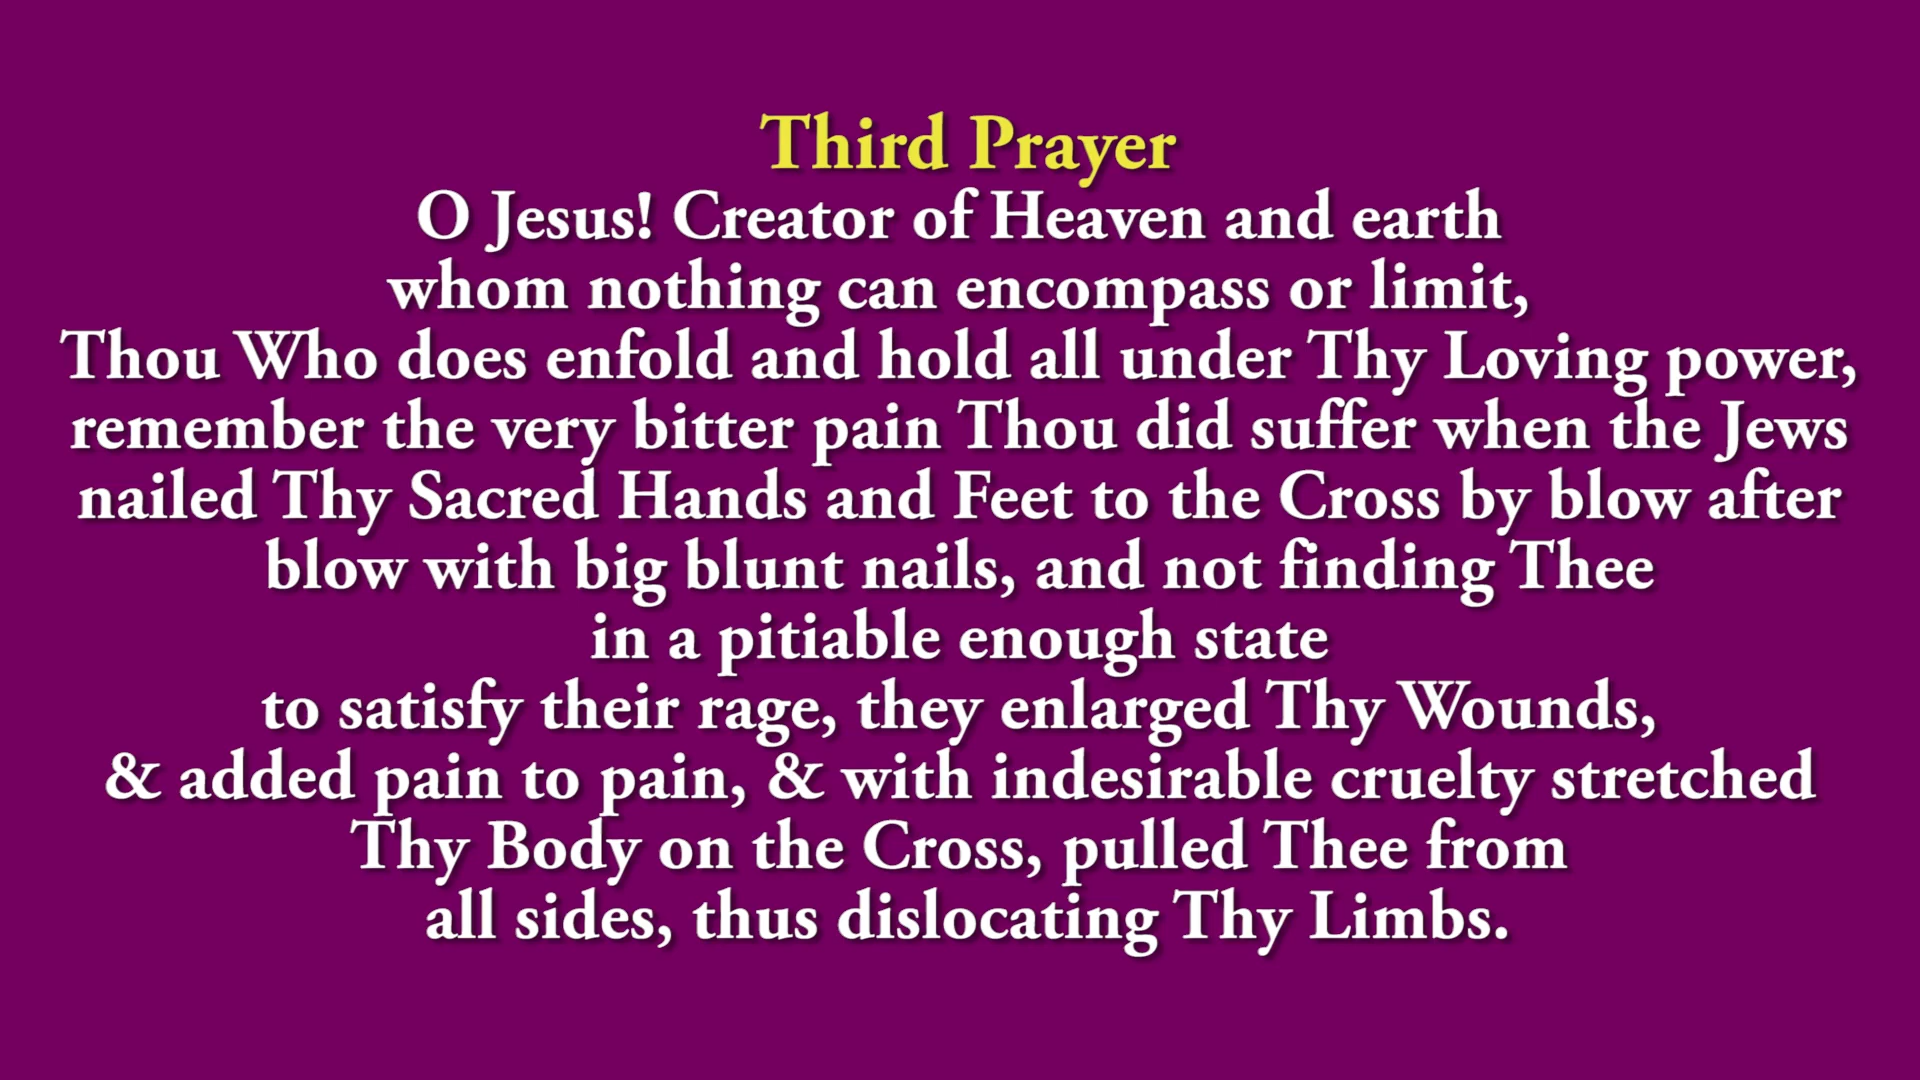 Third Prayer
O Jesus! Creator of Heaven and earth
whom nothing can encompass or limit,
Thou Who does enfold and hold all under Thy Loving power,
remember the very bitter pain Thou did suffer when the Jews
nailed Thy Sacred Hands and Feet to the Cross by blow after
blow with big blunt nails, and not finding Thee
in a pitiable enough state
to satisfy their rage, they enlarged Thy Wounds,
& added pain to pain, & with indesirable cruelty stretched
Thy Body on the Cross, pulled Thee from
all sides, thus dislocating Thy Limbs.